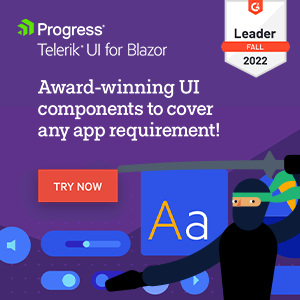 Progress®
Telerik® UI for Blazor
G
Leader
FALL
2022
Award-winning UI
components to cover
any app requirement!
TRY NOW
Aa